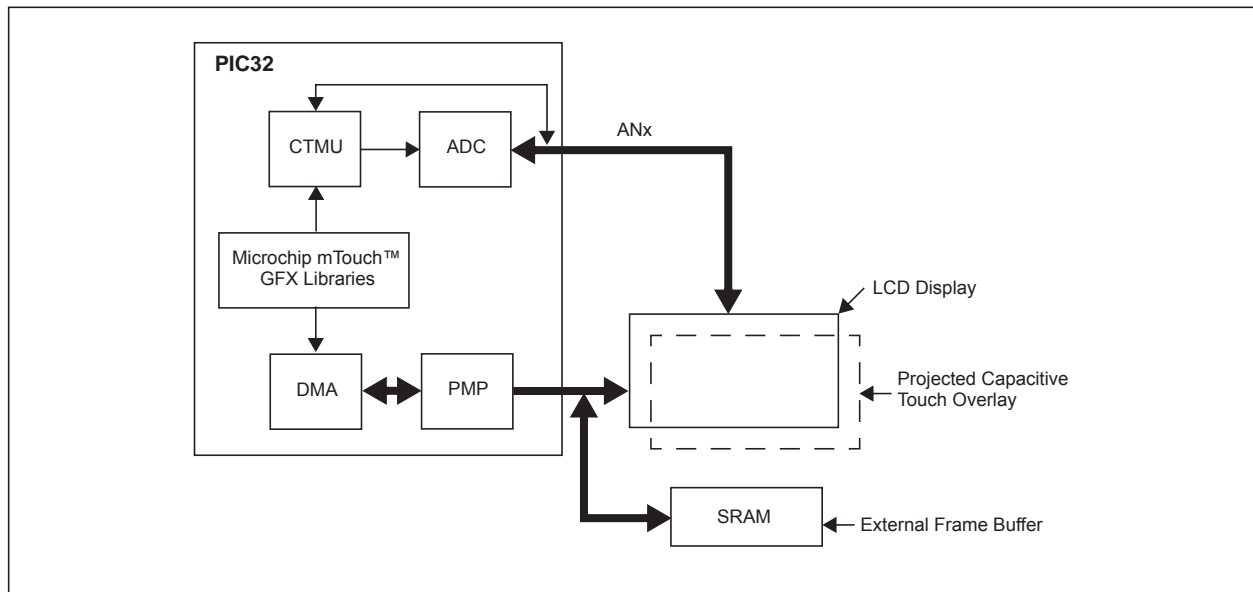 PIC32
CTMU
ADC
ANx
Microchip mTouch™
GFX Libraries
LCD Display
DMA
PMP
Projected Capacitive
Touch Overlay
SRAM
External Frame Buffer